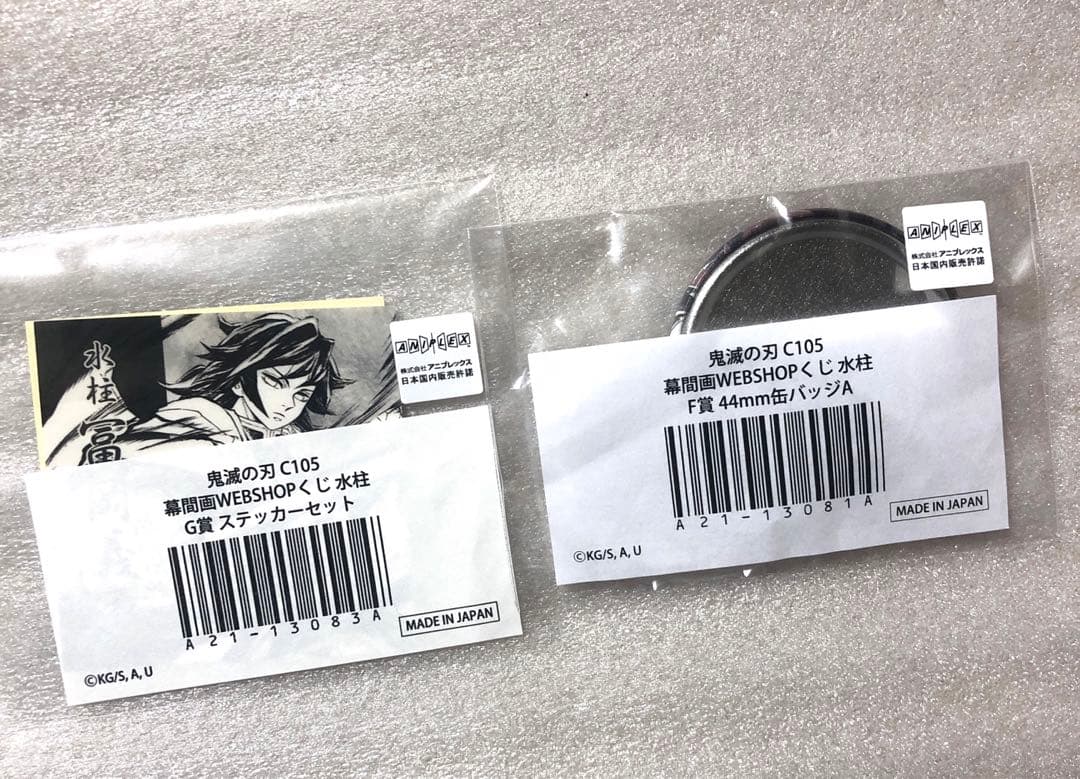 水柱
冨
ANIPLEX
株式会社アニプレックス
日本国内販売許諾
鬼滅の刃 C105
幕間画WEBSHOPくじ 水柱
G賞 ステッカーセット
A21-13083A
MADE IN JAPAN
©KG/S, A, U
ANIPLEX
株式会社アニプレックス
日本国内販売許諾
鬼滅の刃 C105
幕間画WEBSHOPくじ 水柱
F賞 44mm缶バッジA
A21-13081A
MADE IN JAPAN
©KG/S, A, U